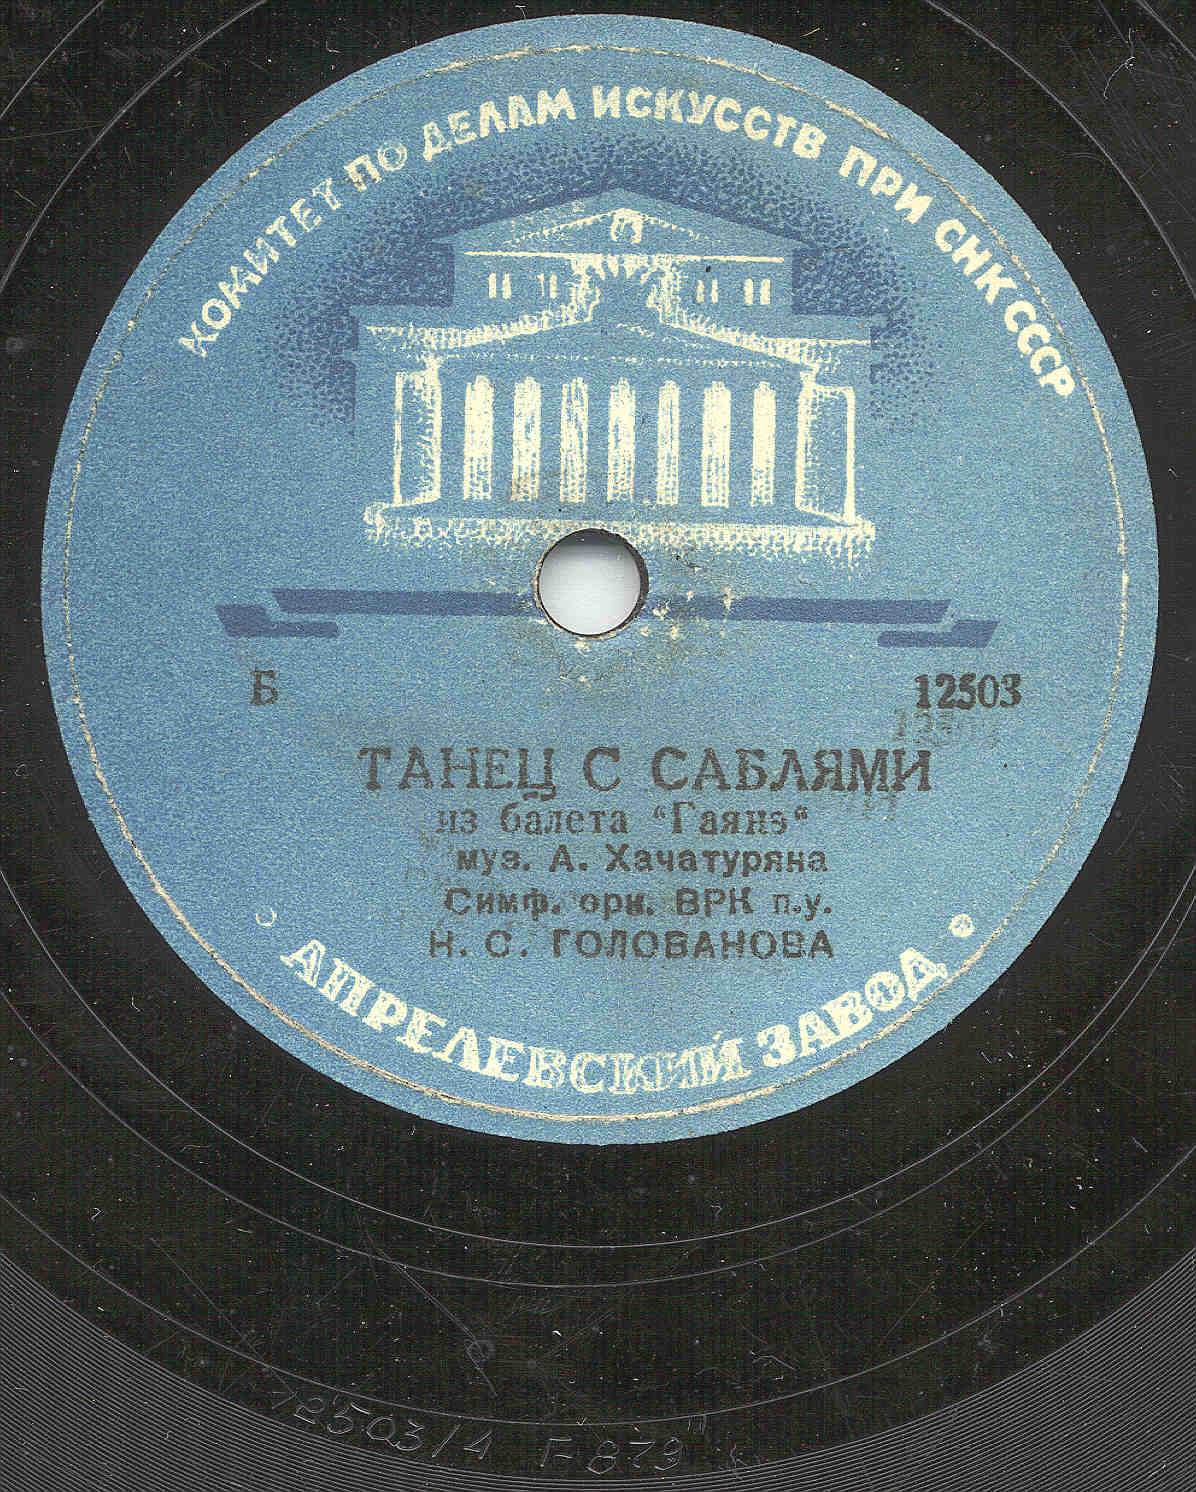 КОМИТЕТ ПО ДЕЛАМ ИСКУССТВ ПРИ СНК СССР
Б 12503
ТАНЕЦ С САБЛЯМИ
из балета "Гаянэ"
муз. А. Хачатуряна
Симф. орк. ВРК п.у.
Н. С. ГОЛОВАНОВА
АПРЕЛЕВСКИЙ ЗАВОД
12503/4 Г-879